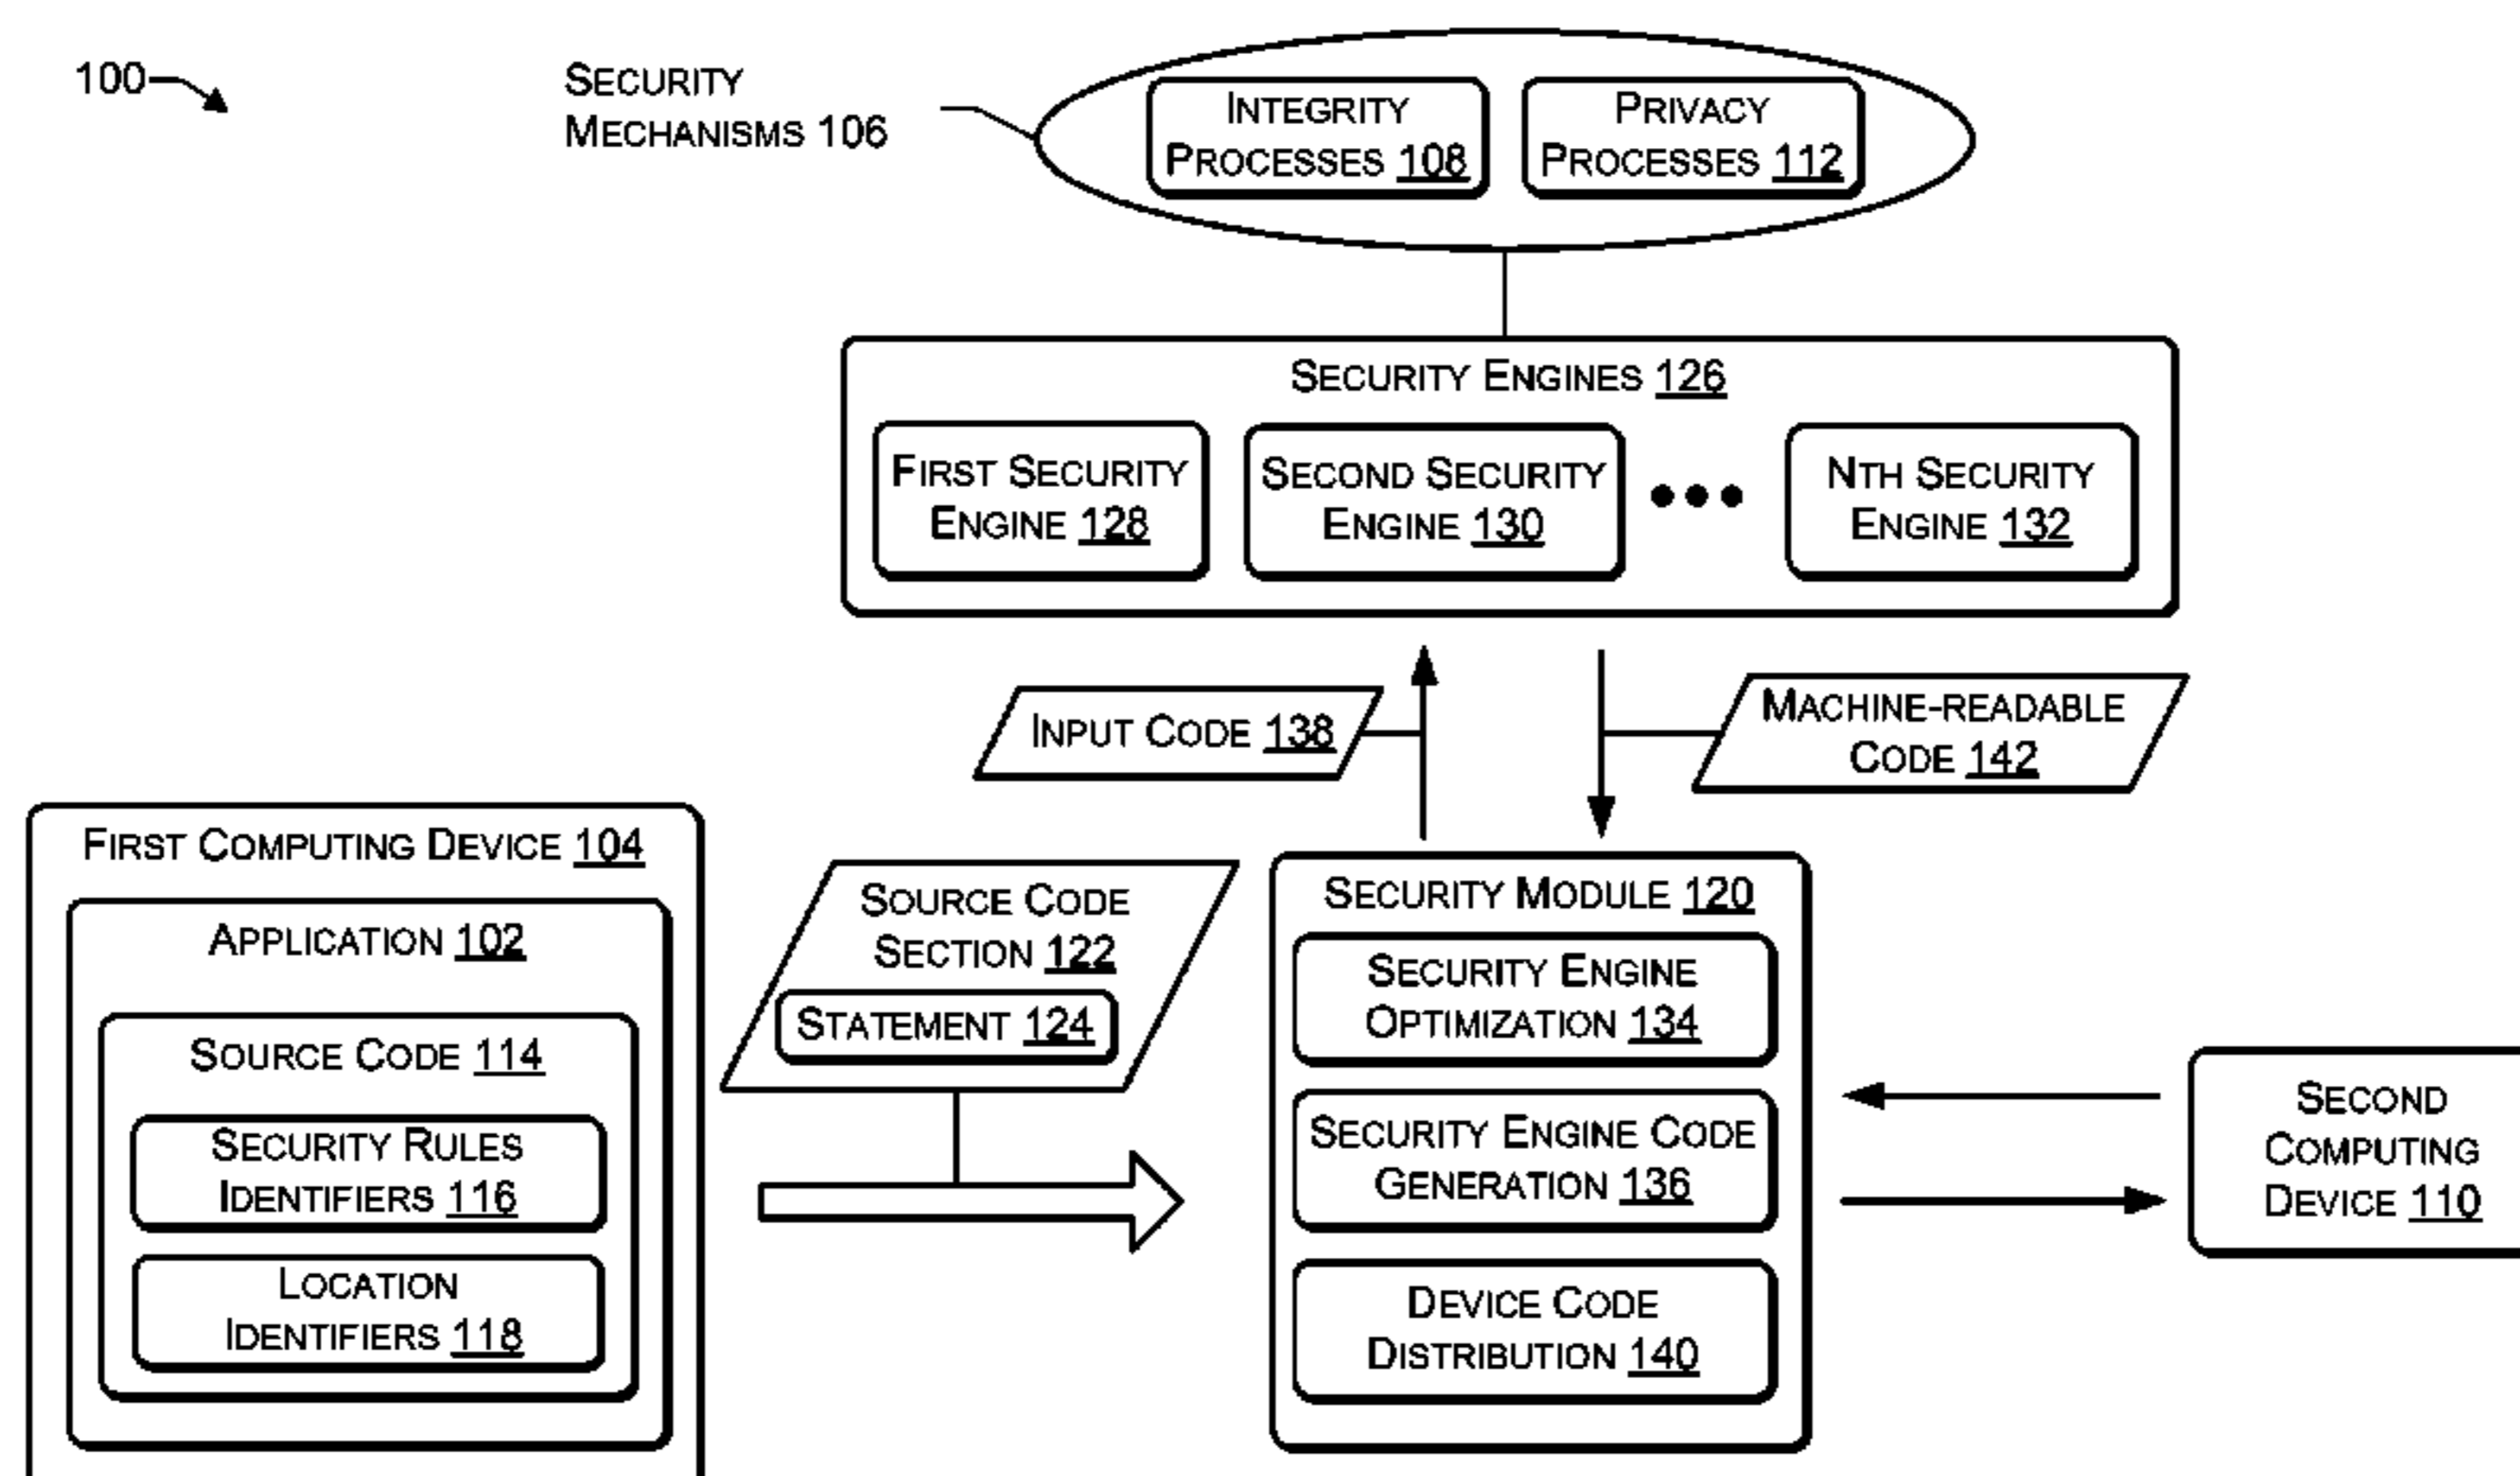 100
SECURITY
MECHANISMS 106
INTEGRITY
PROCESSES 108
PRIVACY
PROCESSES 112
SECURITY ENGINES 126
FIRST SECURITY
ENGINE 128
SECOND SECURITY
ENGINE 130
NTH SECURITY
ENGINE 132
INPUT CODE 138
MACHINE-READABLE
CODE 142
FIRST COMPUTING DEVICE 104
APPLICATION 102
SOURCE CODE 114
SECURITY RULES
IDENTIFIERS 116
LOCATION
IDENTIFIERS 118
SOURCE CODE
SECTION 122
STATEMENT 124
SECURITY MODULE 120
SECURITY ENGINE
OPTIMIZATION 134
SECURITY ENGINE CODE
GENERATION 136
DEVICE CODE
DISTRIBUTION 140
SECOND
COMPUTING
DEVICE 110